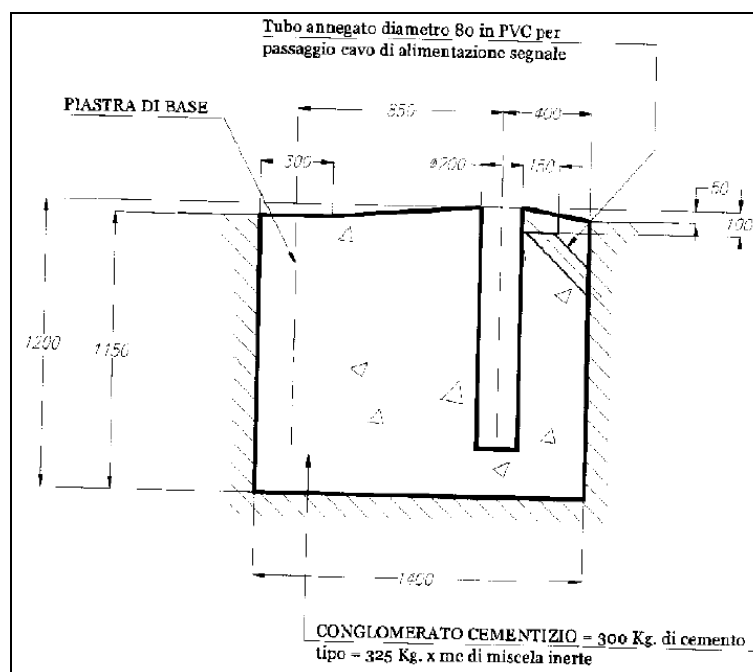 Tubo annegato diametro 80 in PVC per
passaggio cavo di alimentazione segnale
PIASTRA DI BASE
850
400
300
ø200
150
50
100
1200
1150
1400
CONGLOMERATO CEMENTIZIO = 300 Kg. di cemento
tipo = 325 Kg. x mc di miscela inerte